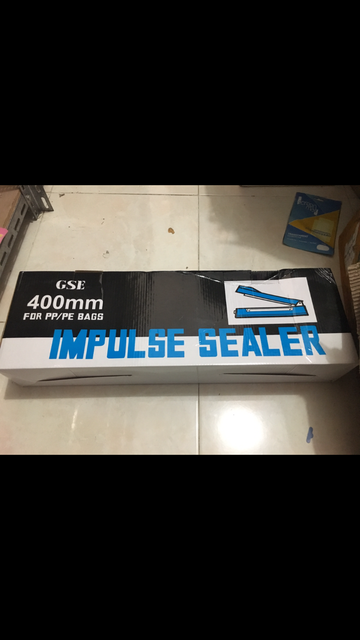 GSE
400mm
FOR PP/PE BAGS
IMPULSE SEALER